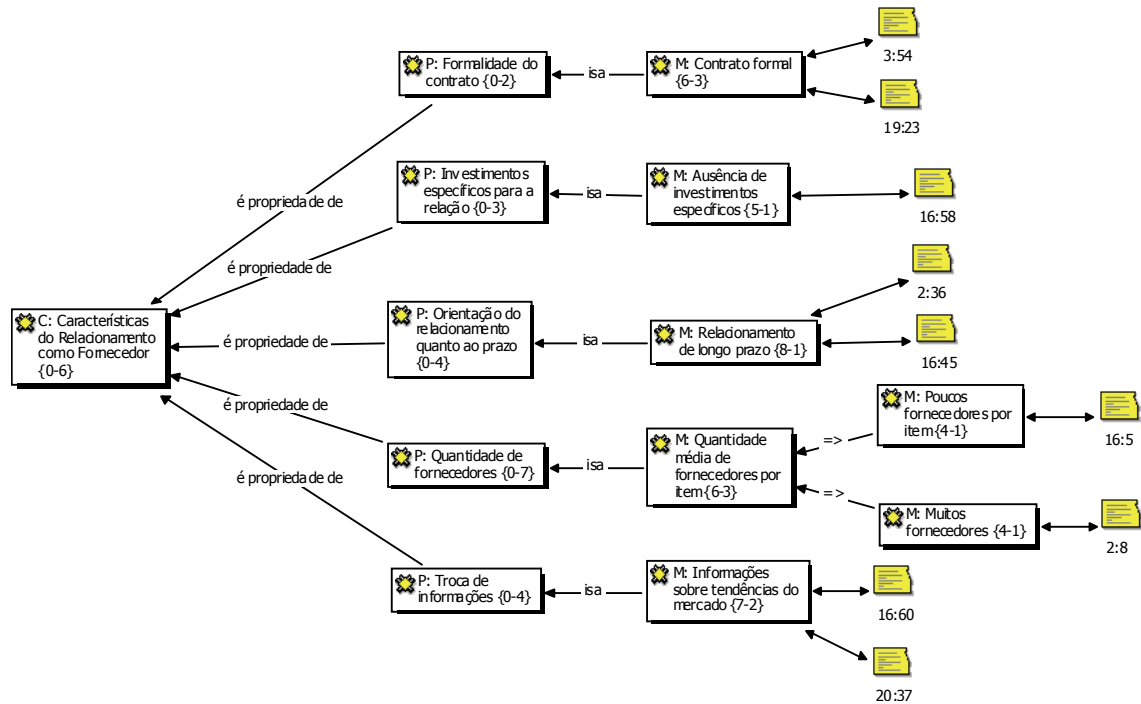 P: Formalidade do
contrato {0-2}
isa
M: Contrato formal
{6-3}
3:54
19:23
é propriedade de
P: Investimentos
específicos para a
relação {0-3}
isa
M: Ausência de
investimentos
específicos {5-1}
16:58
é propriedade de
C: Características
do Relacionamento
como Fornecedor
{0-6}
é propriedade de
P: Orientação do
relacionamento
quanto ao prazo
{0-4}
isa
M: Relacionamento
de longo prazo {8-1}
2:36
16:45
é propriedade de
P: Quantidade de
fornecedores {0-7}
isa
M: Quantidade
média de
fornecedores por
item {6-3}
=>
M: Poucos
fornecedores por
item {4-1}
16:5
=>
M: Muitos
fornecedores {4-1}
2:8
é propriedade de
P: Troca de
informações {0-4}
isa
M: Informações
sobre tendências do
mercado {7-2}
16:60
20:37